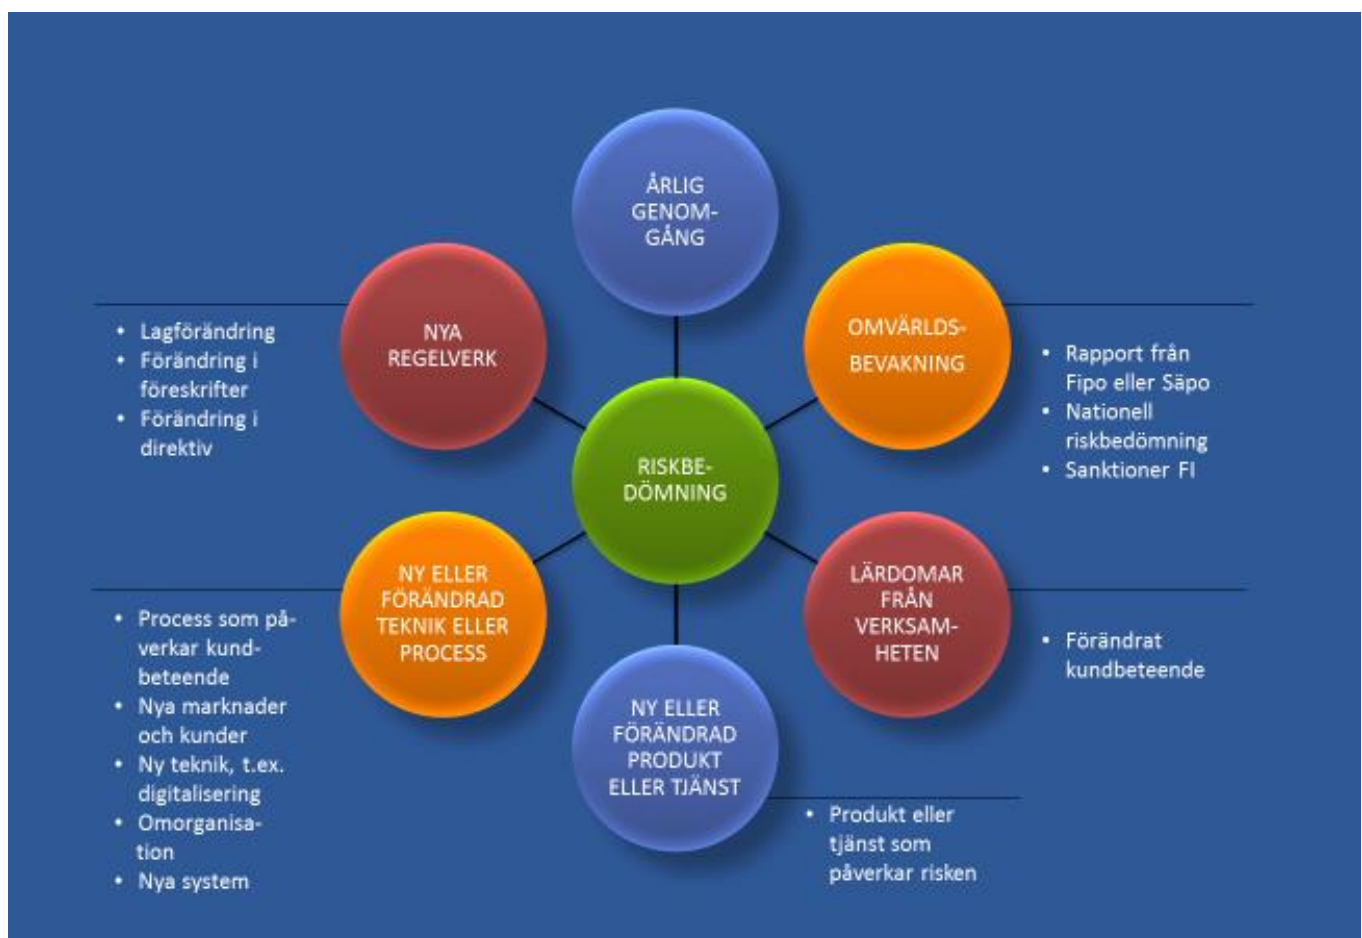 ÅRLIG
GENOM-
GÅNG
NYA
REGELVERK
• Lagförändring
• Förändring i
föreskrifter
• Förändring i
direktiv
OMVÄRLDS-
BEVAKNING
• Rapport från
Fipo eller Säpo
• Nationell
riskbedömning
• Sanktioner FI
RISKBE-
DÖMNING
NY ELLER
FÖRÄNDRAD
TEKNIK ELLER
PROCESS
• Process som på-
verkar kund-
beteende
• Nya marknader
och kunder
• Ny teknik, t.ex.
digitalisering
• Omorganisa-
tion
• Nya system
LÄRDOMAR
FRÅN
VERKSAM-
HETEN
• Förändrat
kundbeteende
NY ELLER
FÖRÄNDRAD
PRODUKT
ELLER TJÄNST
• Produkt eller
tjänst som
påverkar risken